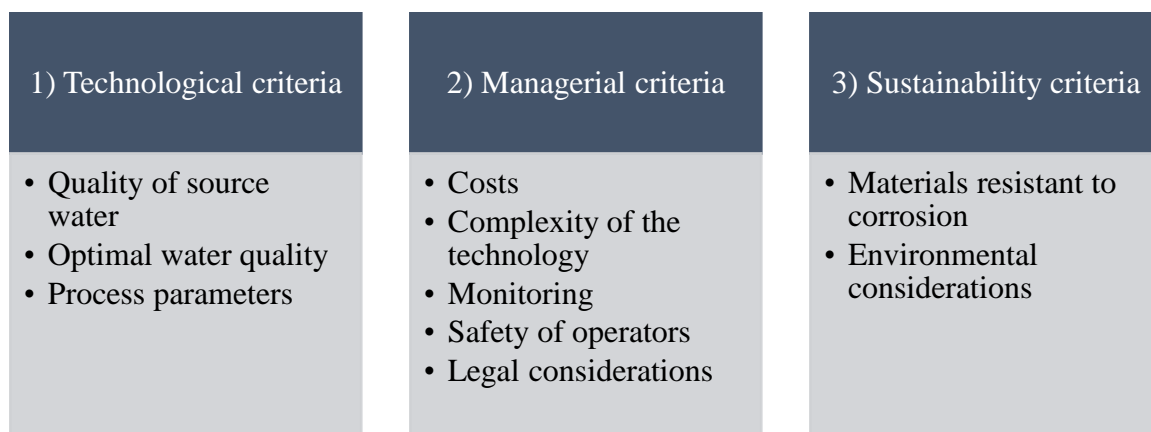 1) Technological criteria
• Quality of source
water
• Optimal water quality
• Process parameters
2) Managerial criteria
• Costs
• Complexity of the
technology
• Monitoring
• Safety of operators
• Legal considerations
3) Sustainability criteria
• Materials resistant to
corrosion
• Environmental
considerations